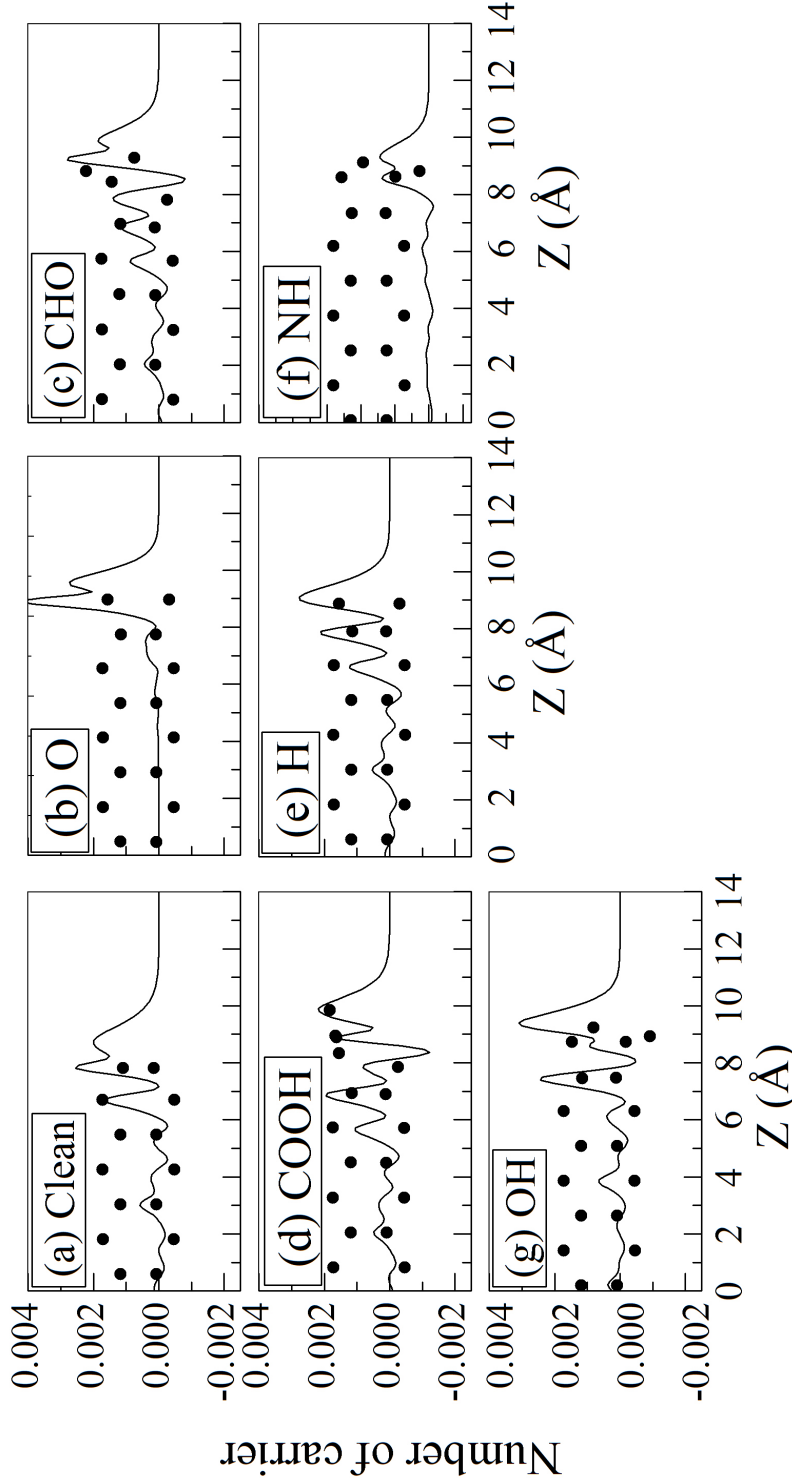 (a) Clean
(b) O
(c) CHO
0.004
0.002
0.000
-0.002
(d) COOH
(e) H
(f) NH
0.004
0.002
0.000
-0.002
0 2 4 6 8 10 12 14
0 2 4 6 8 10 12 14
Z (Å)
Z (Å)
(g) OH
0.004
0.002
0.000
-0.002
0 2 4 6 8 10 12 14
Z (Å)
Number of carrier